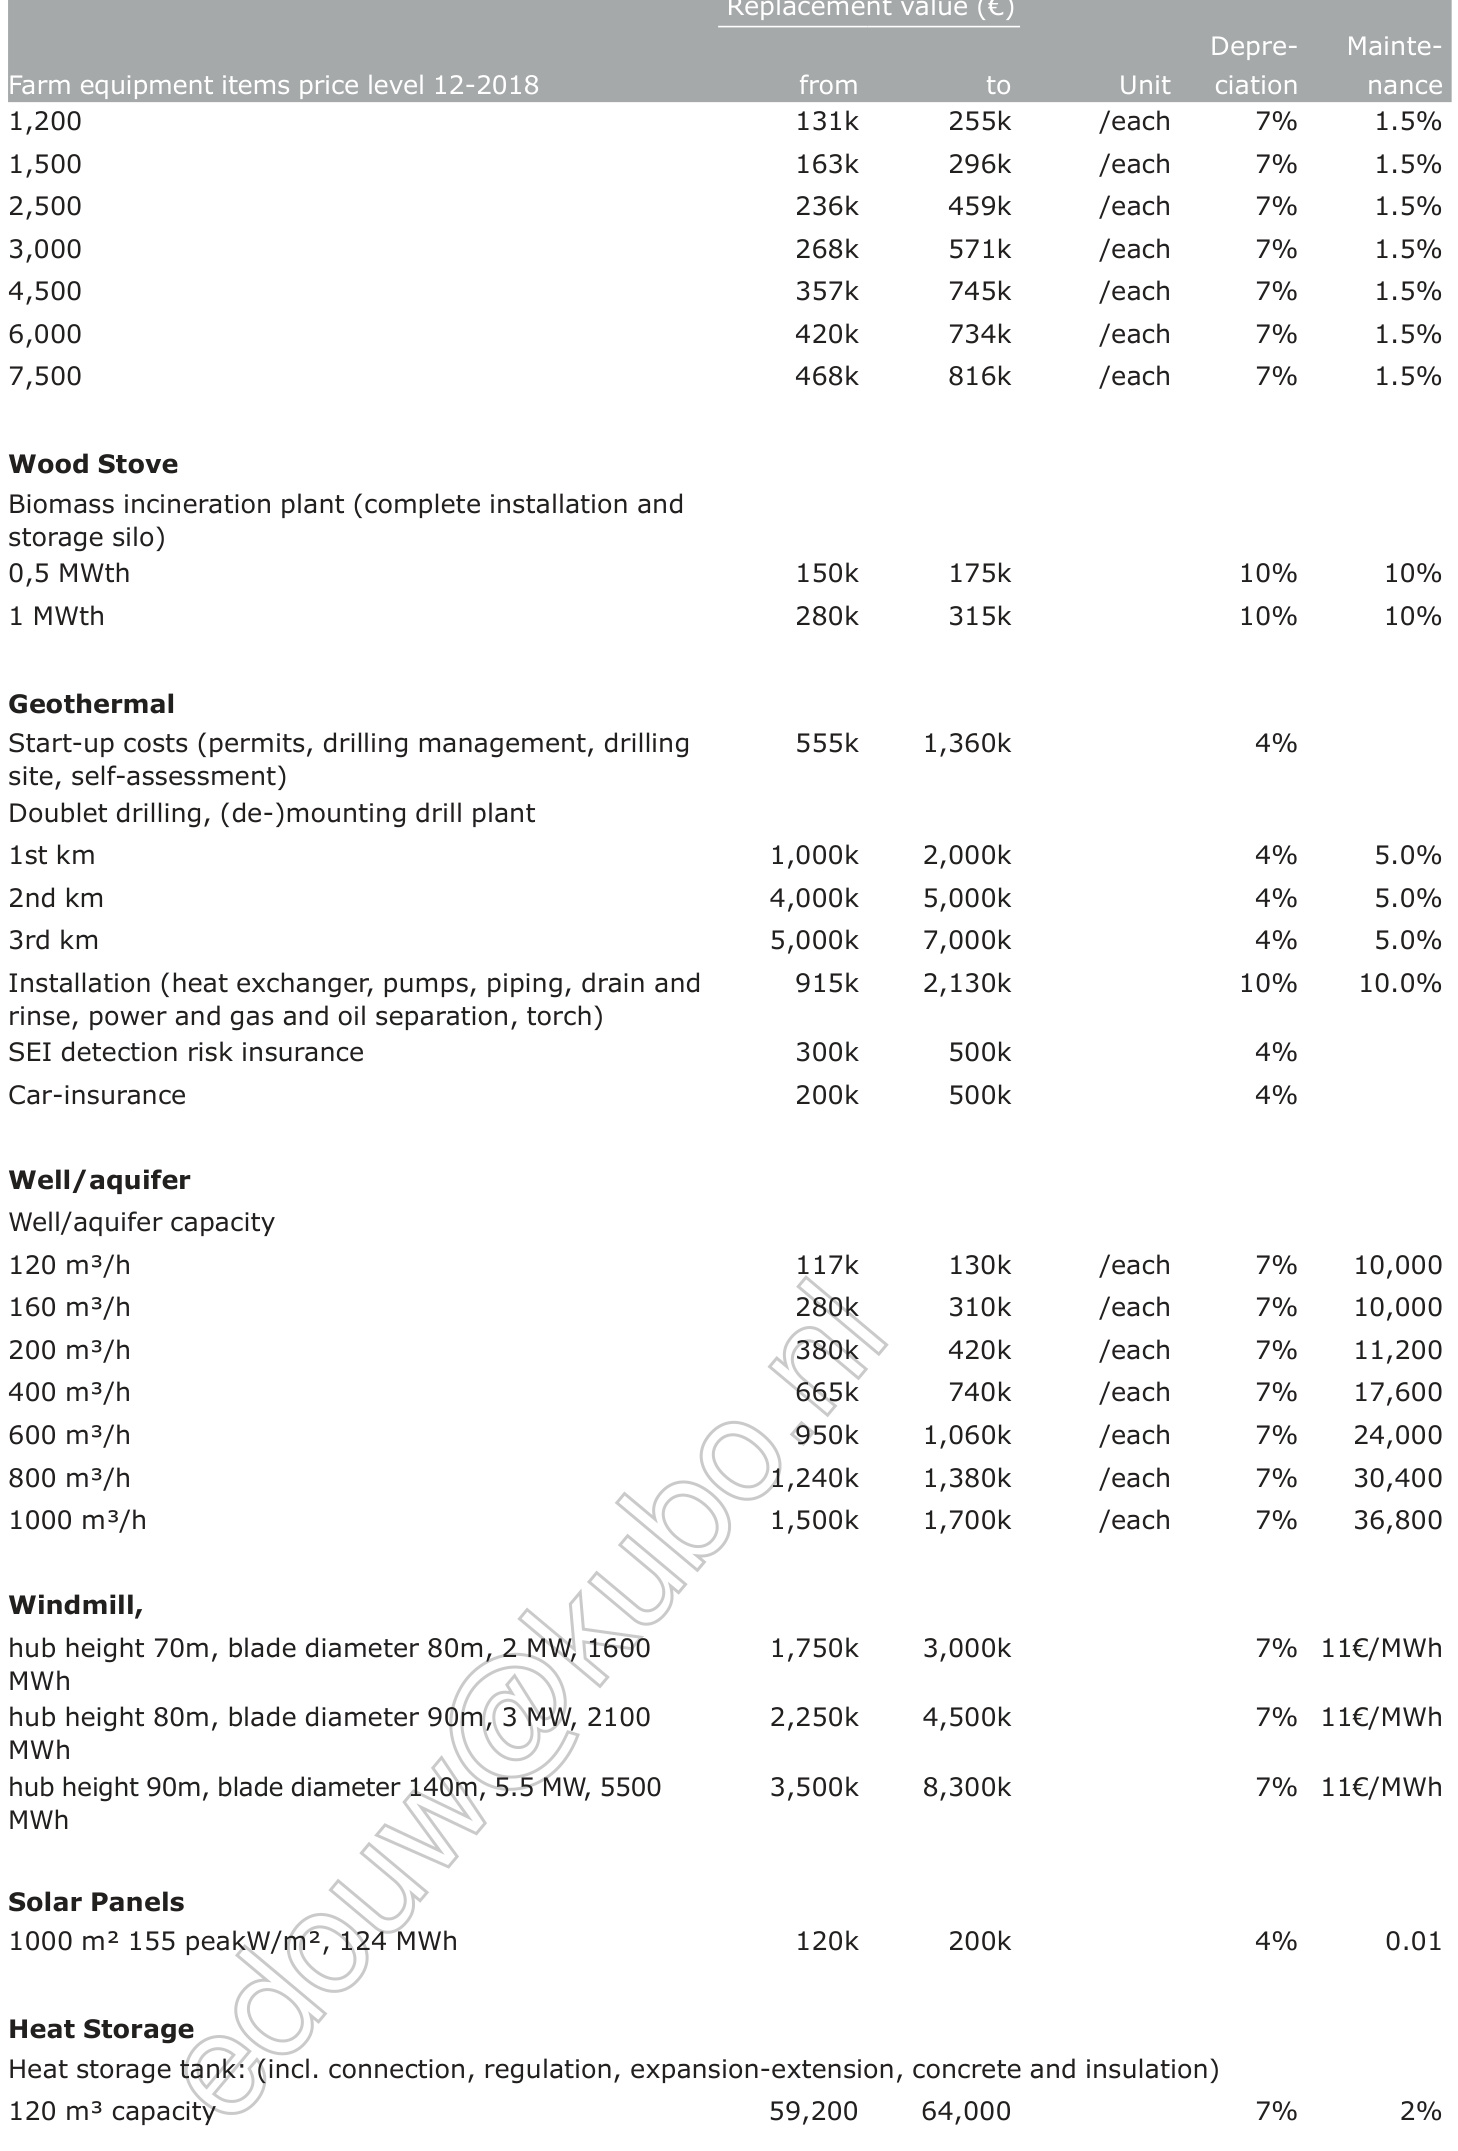 Replacement value (€)
Depre- Mainte-
Farm equipment items price level 12-2018 from to Unit ciation nance
1,200 131k 255k /each 7% 1.5%
1,500 163k 296k /each 7% 1.5%
2,500 236k 459k /each 7% 1.5%
3,000 268k 571k /each 7% 1.5%
4,500 357k 745k /each 7% 1.5%
6,000 420k 734k /each 7% 1.5%
7,500 468k 816k /each 7% 1.5%
Wood Stove
Biomass incineration plant (complete installation and
storage silo)
0,5 MWth 150k 175k 10% 10%
1 MWth 280k 315k 10% 10%
Geothermal
Start-up costs (permits, drilling management, drilling 555k 1,360k 4%
site, self-assessment)
Doublet drilling, (de-)mounting drill plant
1st km 1,000k 2,000k 4% 5.0%
2nd km 4,000k 5,000k 4% 5.0%
3rd km 5,000k 7,000k 4% 5.0%
Installation (heat exchanger, pumps, piping, drain and 915k 2,130k 10% 10.0%
rinse, power and gas and oil separation, torch)
SEI detection risk insurance 300k 500k 4%
Car-insurance 200k 500k 4%
Well/aquifer
Well/aquifer capacity
120 m³/h 117k 130k /each 7% 10,000
160 m³/h 280k 310k /each 7% 10,000
200 m³/h 380k 420k /each 7% 11,200
400 m³/h 665k 740k /each 7% 17,600
600 m³/h 950k 1,060k /each 7% 24,000
800 m³/h 1,240k 1,380k /each 7% 30,400
1000 m³/h 1,500k 1,700k /each 7% 36,800
Windmill,
hub height 70m, blade diameter 80m, 2 MW, 1600 1,750k 3,000k 7% 11€/MWh
MWh
hub height 80m, blade diameter 90m, 3 MW, 2100 2,250k 4,500k 7% 11€/MWh
MWh
hub height 90m, blade diameter 140m, 5.5 MW, 5500 3,500k 8,300k 7% 11€/MWh
MWh
Solar Panels
1000 m² 155 peakW/m², 124 MWh 120k 200k 4% 0.01
Heat Storage
Heat storage tank: (incl. connection, regulation, expansion-extension, concrete and insulation)
120 m³ capacity 59,200 64,000 7% 2%
edouw@kubo.nl